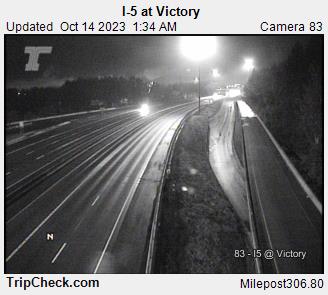 I-5 at Victory
Updated Oct 14 2023 1:34 AM Camera 83
T
N
83 - I5 @ Victory
TripCheck.com Milepost306.80